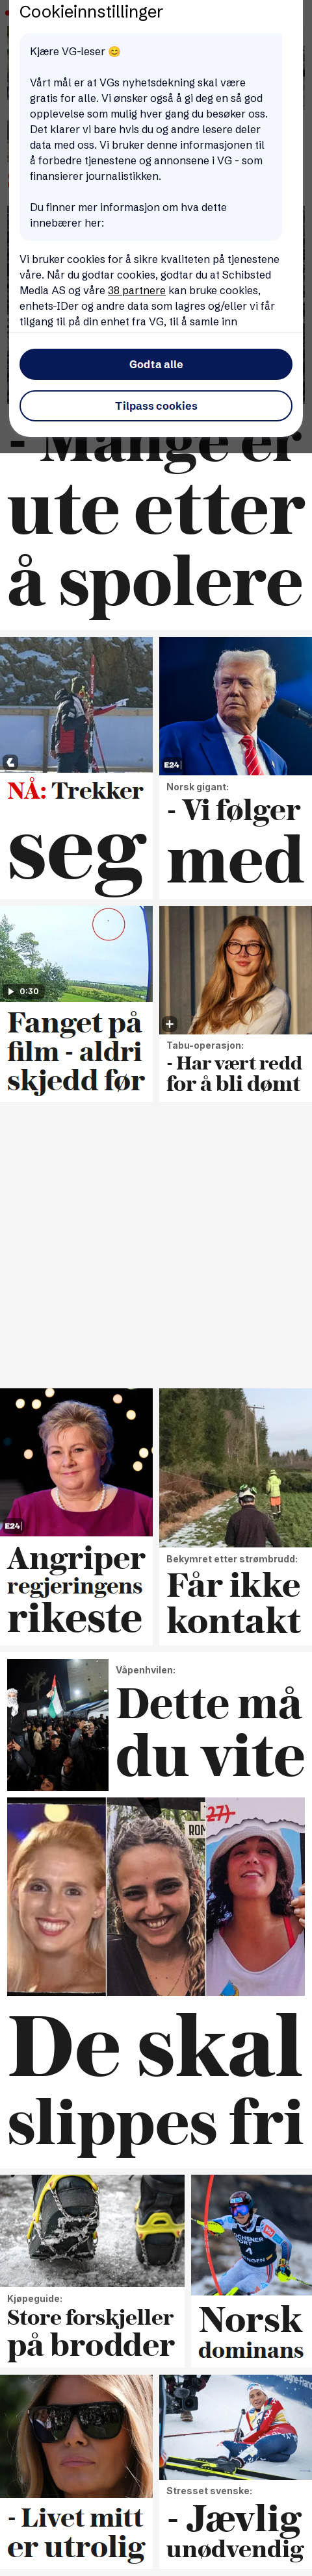 Cookieinnstillinger
Kjære VG-leser 😊
Vårt mål er at VGs nyhetsdekning skal være
gratis for alle. Vi ønsker også å gi deg en så god
opplevelse som mulig hver gang du besøker oss.
Det klarer vi bare hvis du og andre lesere deler
data med oss. Vi bruker denne informasjonen til
å forbedre tjenestene og annonsene i VG - som
finansierer journalistikken.
Du finner mer informasjon om hva dette
innebærer her:
Vi bruker cookies for å sikre kvaliteten på tjenestene
våre. Når du godtar cookies, godtar du at Schibsted
Media AS og våre 38 partnere kan bruke cookies,
enhets-IDer og andre data som lagres og/eller vi får
tilgang til på din enhet fra VG, til å samle inn
Godta alle
Tilpass cookies
- Mange er
ute etter
å spolere
NÅ: Trekker
seg
E24
Norsk gigant:
- Vi følger
med
0:30
Fanget på
film - aldri
skjedd før
Tabu-operasjon:
- Har vært redd
for å bli dømt
E24
Angriper
regjeringens
rikeste
Bekymret etter strømbrudd:
Får ikke
kontakt
Våpenhvilen:
Dette må
du vite
ROM
27)
De skal
slippes fri
Kjøpeguide:
Store forskjeller
på brodder
Norsk
dominans
- Livet mitt
er utrolig
Stresset svenske:
- Jævlig
unødvendig